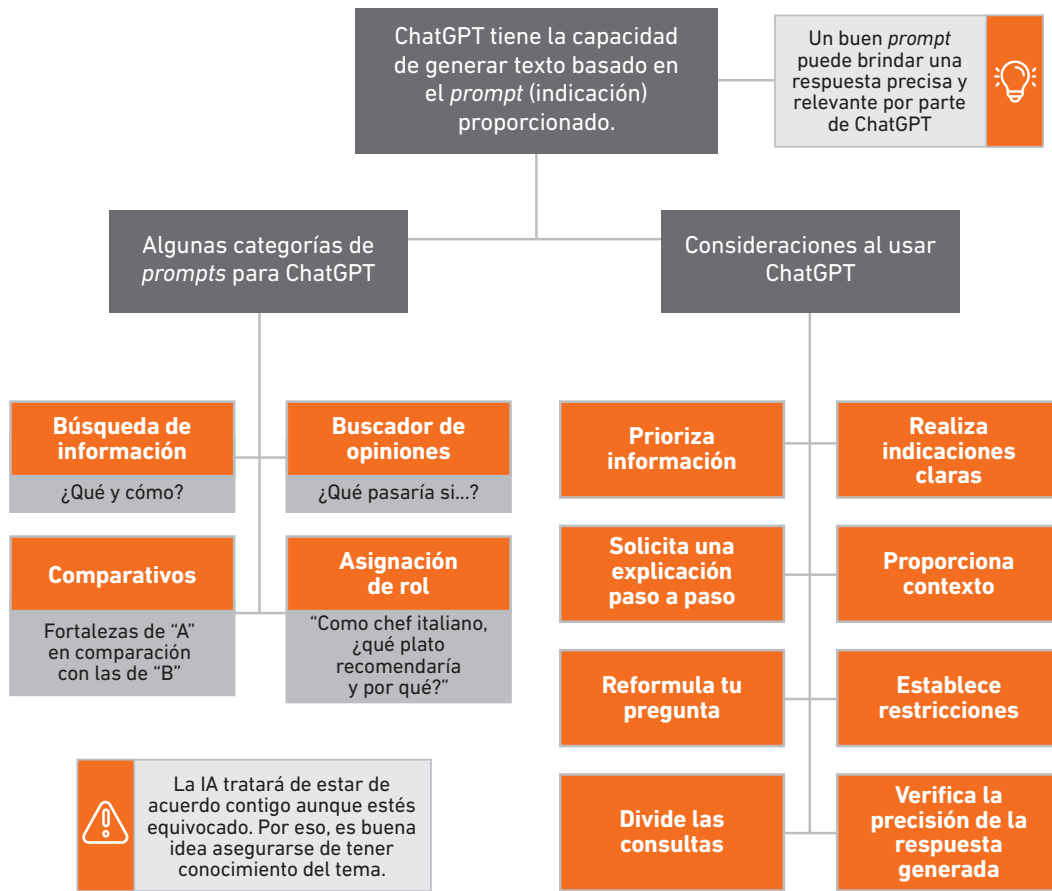 ChatGPT tiene la capacidad
de generar texto basado en
el prompt (indicación)
proporcionado.
Un buen prompt
puede brindar una
respuesta precisa y
relevante por parte
de ChatGPT
Algunas categorías de
prompts para ChatGPT
Consideraciones al usar
ChatGPT
Búsqueda de
información
¿Qué y cómo?
Buscador de
opiniones
¿Qué pasaría si...?
Comparativos
Fortalezas de “A”
en comparación
con las de “B”
Asignación
de rol
“Como chef italiano,
¿qué plato
recomendaría
y por qué?”
Prioriza
información
Realiza
indicaciones
claras
Solicita una
explicación
paso a paso
Proporciona
contexto
Reformula tu
pregunta
Establece
restricciones
Divide las
consultas
Verifica la
precisión de la
respuesta
generada
La IA tratará de estar de
acuerdo contigo aunque estés
equivocado. Por eso, es buena
idea asegurarse de tener
conocimiento del tema.